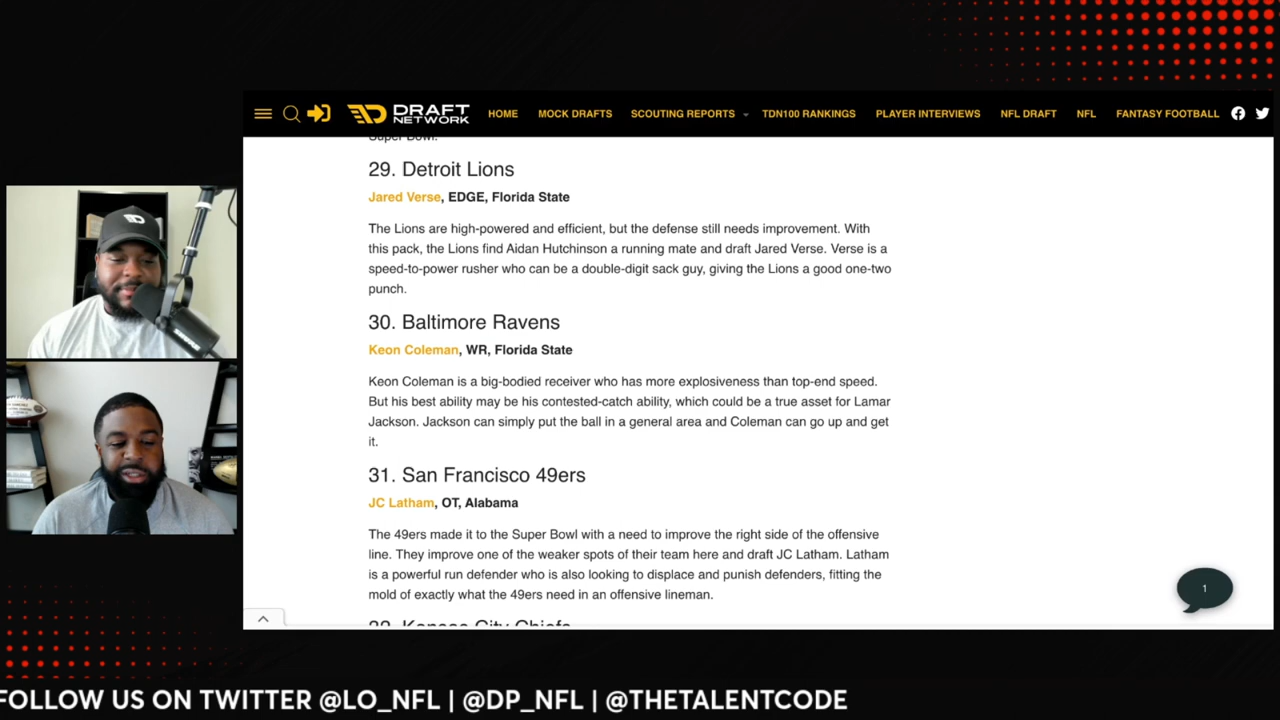 DRAFT
NETWORK
HOME
MOCK DRAFTS
SCOUTING REPORTS
TDN100 RANKINGS
PLAYER INTERVIEWS
NFL DRAFT
NFL
FANTASY FOOTBALL
Super Bowl.
29. Detroit Lions
Jared Verse, EDGE, Florida State
The Lions are high-powered and efficient, but the defense still needs improvement. With
this pack, the Lions find Aidan Hutchinson a running mate and draft Jared Verse. Verse is a
speed-to-power rusher who can be a double-digit sack guy, giving the Lions a good one-two
punch.
30. Baltimore Ravens
Keon Coleman, WR, Florida State
Keon Coleman is a big-bodied receiver who has more explosiveness than top-end speed.
But his best ability may be his contested-catch ability, which could be a true asset for Lamar
Jackson. Jackson can simply put the ball in a general area and Coleman can go up and get
it.
31. San Francisco 49ers
JC Latham, OT, Alabama
The 49ers made it to the Super Bowl with a need to improve the right side of the offensive
line. They improve one of the weaker spots of their team here and draft JC Latham. Latham
is a powerful run defender who is also looking to displace and punish defenders, fitting the
mold of exactly what the 49ers need in an offensive lineman.
32. Kansas City Chiefs
1
FOLLOW US ON TWITTER @LO_NFL | @DP_NFL | @THETALENTCODE